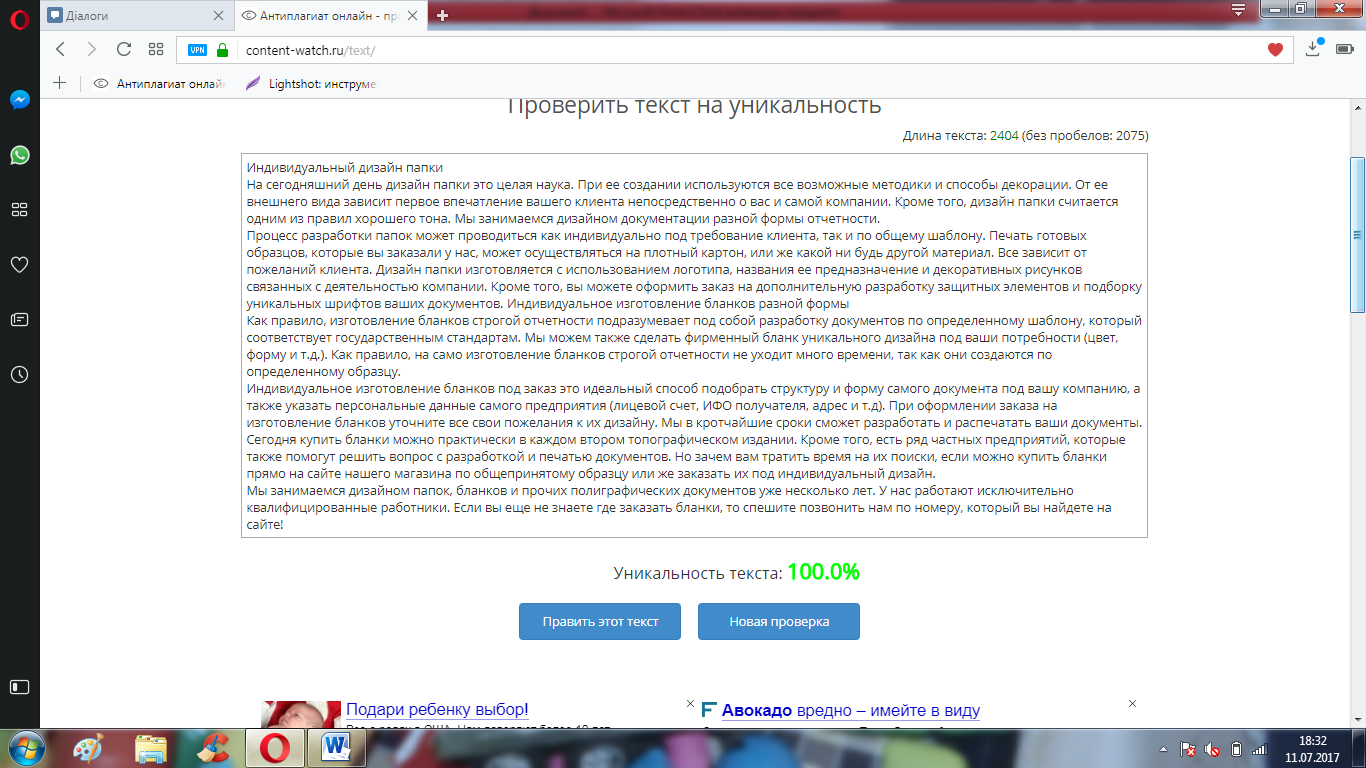 Діалоги
Антиплагиат онлайн - про
VPN
content-watch.ru/text/
Антиплагиат онлай
Lightshot: инструме
Проверить текст на уникальность
Длина текста: 2404 (без пробелов: 2075)
Индивидуальный дизайн папки
На сегодняшний день дизайн папки это целая наука. При ее создании используются все возможные методики и способы декорации. От ее
внешнего вида зависит первое впечатление вашего клиента непосредственно о вас и самой компании. Кроме того, дизайн папки считается
одним из правил хорошего тона. Мы занимаемся дизайном документации разной формы отчетности.
Процесс разработки папок может проводиться как индивидуально под требование клиента, так и по общему шаблону. Печать готовых
образцов, которые вы заказали у нас, может осуществляться на плотный картон, или же какой ни будь другой материал. Все зависит от
пожеланий клиента. Дизайн папки изготовляется с использованием логотипа, названия ее предназначение и декоративных рисунков
связанных с деятельностью компании. Кроме того, вы можете оформить заказ на дополнительную разработку защитных элементов и подборку
уникальных шрифтов ваших документов. Индивидуальное изготовление бланков разной формы
Как правило, изготовление бланков строгой отчетности подразумевает под собой разработку документов по определенному шаблону, который
соответствует государственным стандартам. Мы можем также сделать фирменный бланк уникального дизайна под ваши потребности (цвет,
форму и т.д.). Как правило, на само изготовление бланков строгой отчетности не уходит много времени, так как они создаются по
определенному образцу.
Индивидуальное изготовление бланков под заказ это идеальный способ подобрать структуру и форму самого документа под вашу компанию, а
также указать персональные данные самого предприятия (лицевой счет, ИФО получателя, адрес и т.д). При оформлении заказа на
изготовление бланков уточните все свои пожелания к их дизайну. Мы в кротчайшие сроки сможет разработать и распечатать ваши документы.
Сегодня купить бланки можно практически в каждом втором топографическом издании. Кроме того, есть ряд частных предприятий, которые
также помогут решить вопрос с разработкой и печатью документов. Но зачем вам тратить время на их поиски, если можно купить бланки
прямо на сайте нашего магазина по общепринятому образцу или же заказать их под индивидуальный дизайн.
Мы занимаемся дизайном папок, бланков и прочих полиграфических документов уже несколько лет. У нас работают исключительно
квалифицированные работники. Если вы еще не знаете где заказать бланки, то спешите позвонить нам по номеру, который вы найдете на
сайте!
Уникальность текста: 100.0%
Править этот текст
Новая проверка
Подари ребенку выбор!
Авокадо вредно – имейте в виду
18:32
11.07.2017